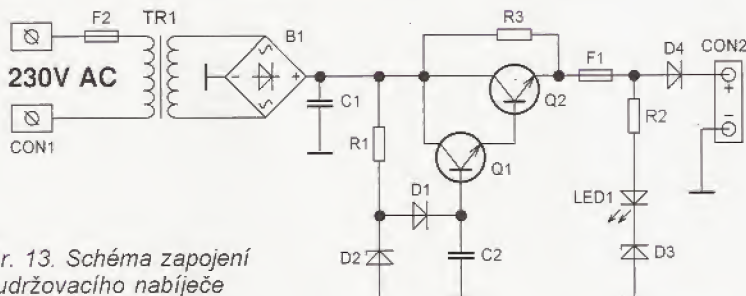 F2
TR1
B1
R3
230V AC
CON1
C1
R1
Q2
Q1
F1
D4
CON2
+
-
R2
LED1
D1
D2
C2
D3
r. 13. Schéma zapojení
udržovacího nabíječe